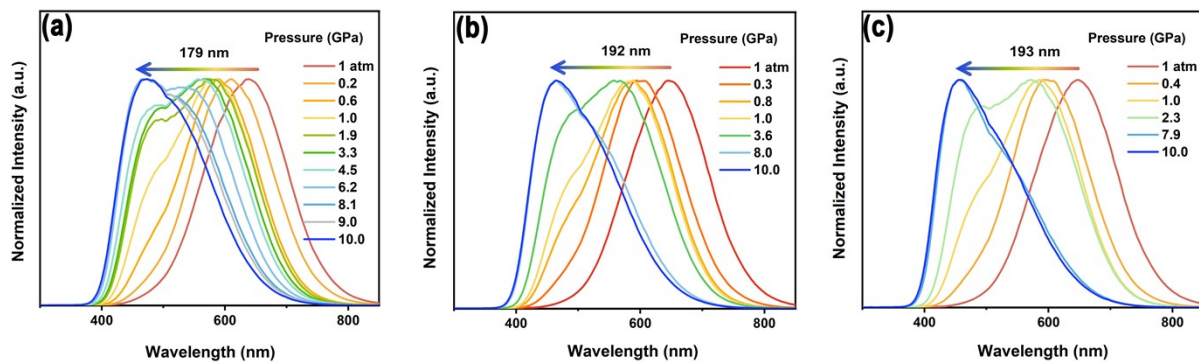 (a)
179 nm
Pressure (GPa)
1 atm
0.2
0.6
1.0
1.9
3.3
4.5
6.2
8.1
9.0
10.0
Normalized Intensity (a.u.)
400
600
800
Wavelength (nm)
(b)
192 nm
Pressure (GPa)
1 atm
0.3
0.8
1.0
3.6
8.0
10.0
Normalized Intensity (a.u.)
400
600
800
Wavelength (nm)
(c)
193 nm
Pressure (GPa)
1 atm
0.4
1.0
2.3
7.9
10.0
Normalized Intensity (a.u.)
400
600
800
Wavelength (nm)